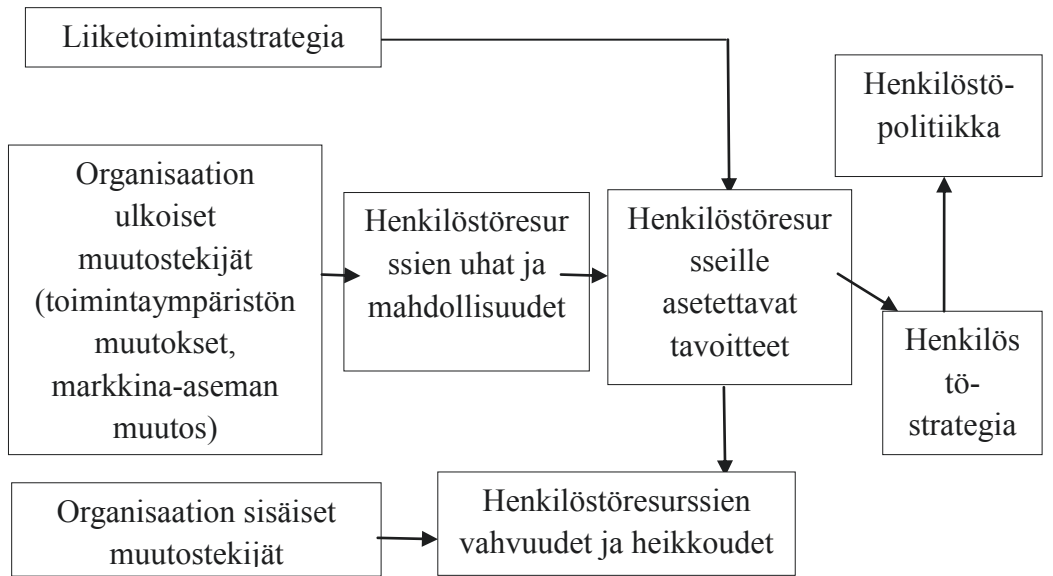 Liiketoimintastrategia
Henkilöstö-
politiikka
Organisaation
ulkoiset
muutostekijät
(toimintaympäristön
muutokset,
markkina-aseman
muutos)
Henkilöstöresur
ssien uhat ja
mahdollisuudet
Henkilöstöresur
sseille
asetettavat
tavoitteet
Henkilös
tö-
strategia
Organisaation sisäiset
muutostekijät
Henkilöstöresurssien
vahvuudet ja heikkoudet